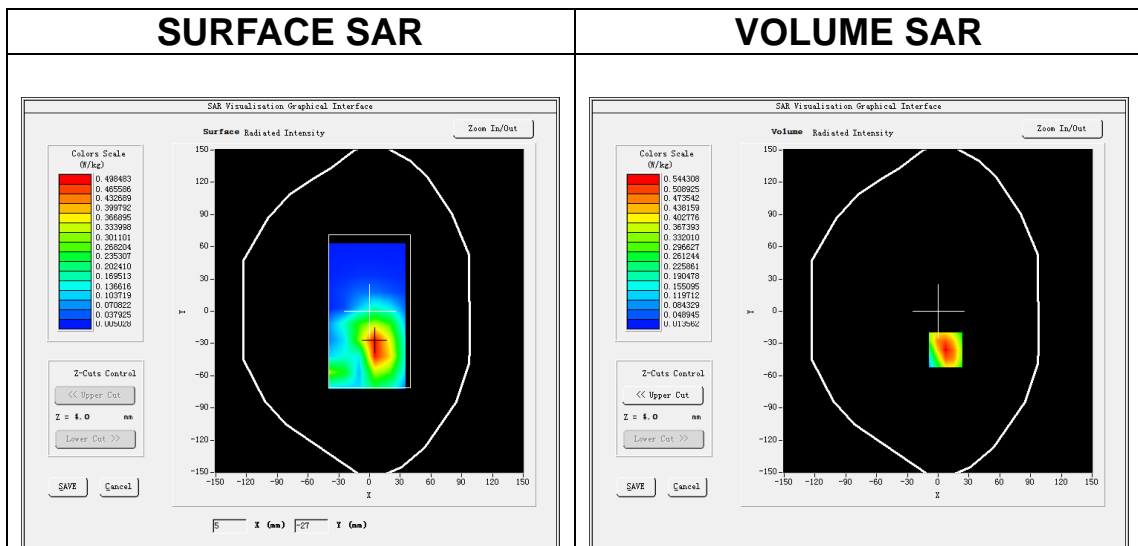 SURFACE SAR
SAR Visualisation Graphical Interface
Surface Radiated Intensity
Zoom In/Out
Colors Scale
(W/kg)
0.498483
0.465586
0.432689
0.399792
0.366895
0.333998
0.301101
0.268204
0.235307
0.202410
0.169513
0.136616
0.103719
0.070822
0.037925
0.005028
150
120
90
60
30
0
-30
-60
-90
-120
-150
Y
-150 -120 -90 -60 -30 0 30 60 90 120 150
X
Z-Cuts Control
<< Upper Cut
Z = 4.0 mm
Lower Cut >>
SAVE Cancel
5 X (mm) -27 Y (mm)
VOLUME SAR
SAR Visualisation Graphical Interface
Volume Radiated Intensity
Zoom In/Out
Colors Scale
(W/kg)
0.544308
0.508925
0.473542
0.438159
0.402776
0.367393
0.332010
0.296627
0.261244
0.225861
0.190478
0.155095
0.119712
0.084329
0.048945
0.013562
150
120
90
60
30
0
-30
-60
-90
-120
-150
Y
-150 -120 -90 -60 -30 0 30 60 90 120 150
X
Z-Cuts Control
<< Upper Cut
Z = 4.0 mm
Lower Cut >>
SAVE Cancel